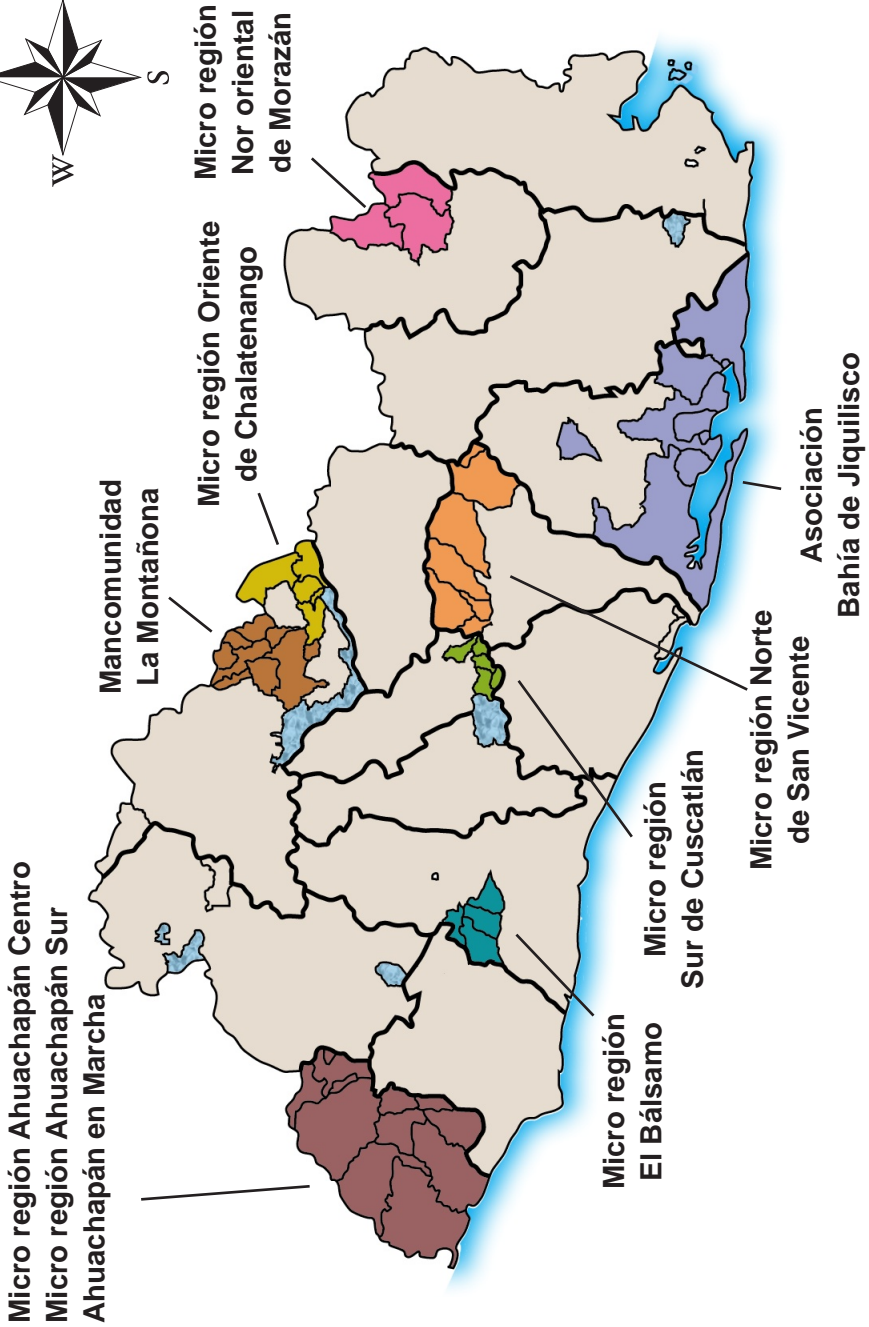 Micro región Ahuachapán Centro
Micro región Ahuachapán Sur
Ahuachapán en Marcha
Mancomunidad
La Montañona
Micro región Oriente
de Chalatenango
Micro región
Nor oriental
de Morazán
W
S
Micro región
El Bálsamo
Micro región
Sur de Cuscatlán
Micro región Norte
de San Vicente
Asociación
Bahía de Jiquilisco